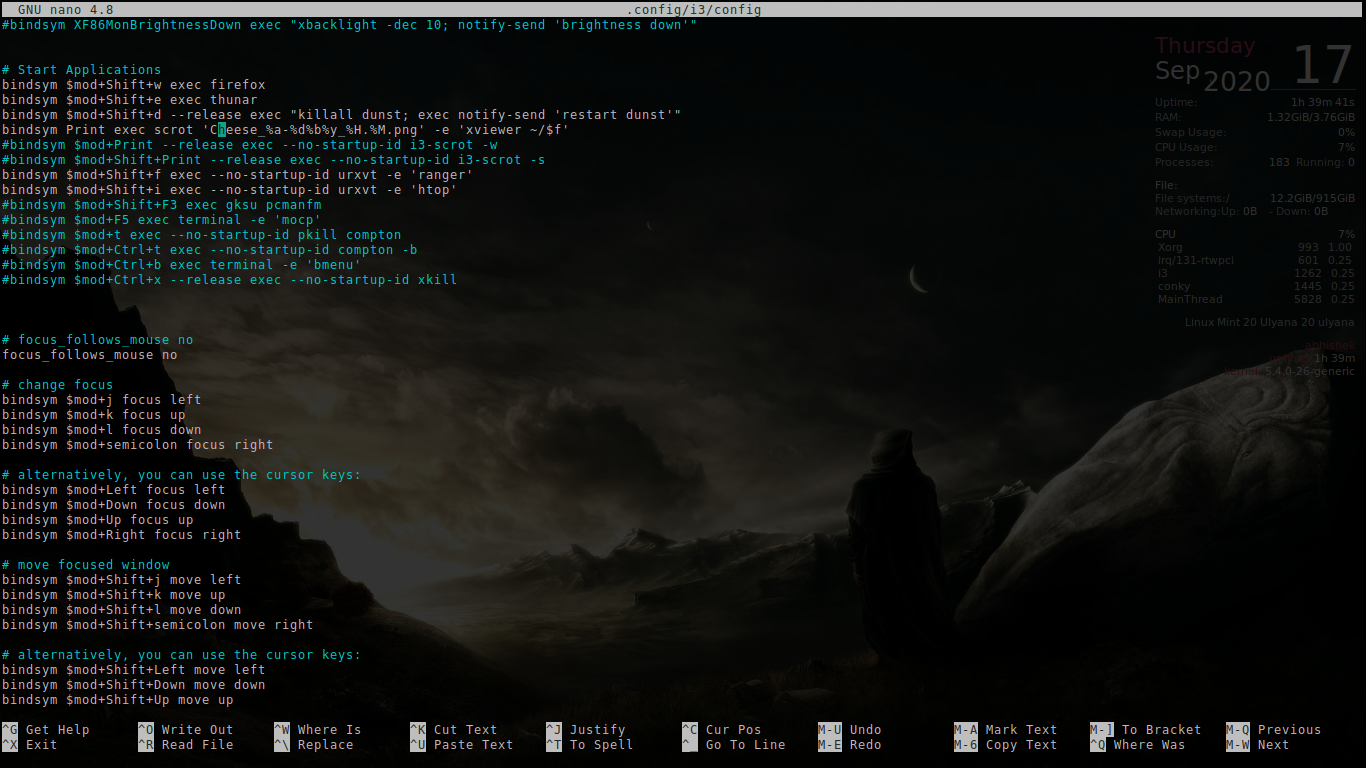 GNU nano 4.8 .config/i3/config
#bindsym XF86MonBrightnessDown exec "xbacklight -dec 10; notify-send 'brightness down'"
# Start Applications
bindsym $mod+Shift+w exec firefox
bindsym $mod+Shift+e exec thunar
bindsym $mod+Shift+d --release exec "killall dunst; exec notify-send 'restart dunst'"
bindsym Print exec scrot 'Cheese_%a-%d%b%y_%H.%M.png' -e 'xviewer ~/$f'
#bindsym $mod+Print --release exec --no-startup-id i3-scrot -w
#bindsym $mod+Shift+Print --release exec --no-startup-id i3-scrot -s
bindsym $mod+Shift+f exec --no-startup-id urxvt -e 'ranger'
bindsym $mod+Shift+i exec --no-startup-id urxvt -e 'htop'
#bindsym $mod+Shift+F3 exec gksu pcmanfm
#bindsym $mod+F5 exec terminal -e 'mocp'
#bindsym $mod+t exec --no-startup-id pkill compton
#bindsym $mod+Ctrl+t exec --no-startup-id compton -b
#bindsym $mod+Ctrl+b exec terminal -e 'bmenu'
#bindsym $mod+Ctrl+x --release exec --no-startup-id xkill
# focus_follows_mouse no
focus_follows_mouse no
# change focus
bindsym $mod+j focus left
bindsym $mod+k focus up
bindsym $mod+l focus down
bindsym $mod+semicolon focus right
# alternatively, you can use the cursor keys:
bindsym $mod+Left focus left
bindsym $mod+Down focus down
bindsym $mod+Up focus up
bindsym $mod+Right focus right
# move focused window
bindsym $mod+Shift+j move left
bindsym $mod+Shift+k move up
bindsym $mod+Shift+l move down
bindsym $mod+Shift+semicolon move right
# alternatively, you can use the cursor keys:
bindsym $mod+Shift+Left move left
bindsym $mod+Shift+Down move down
bindsym $mod+Shift+Up move up
^G Get Help ^O Write Out ^W Where Is ^K Cut Text ^J Justify ^C Cur Pos M-U Undo M-A Mark Text M-] To Bracket M-Q Previous
^X Exit ^R Read File ^\ Replace ^U Paste Text ^T To Spell ^_ Go To Line M-E Redo M-6 Copy Text ^Q Where Was M-W Next
Thursday
Sep 2020 17
Uptime: 1h 39m 41s
RAM: 1.32GiB/3.76GiB
Swap Usage: 0%
CPU Usage: 7%
Processes: 183 Running: 0
File:
File systems:/ 12.2GiB/915GiB
Networking:Up: 0B - Down: 0B
CPU 7%
Xorg 993 1.00
irq/131-rtwpci 601 0.25
i3 1262 0.25
conky 1445 0.25
MainThread 5828 0.25
Linux Mint 20 Ulyana 20 ulyana
abhishek
1h 39m
5.4.0-26-generic